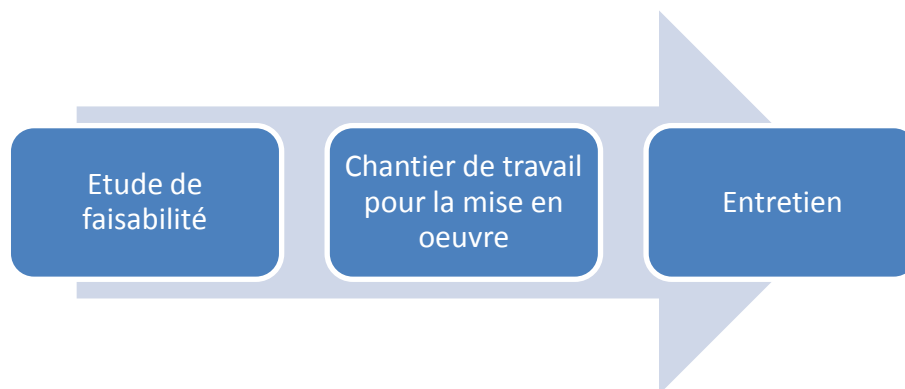 Etude de
faisabilité
Chantier de travail
pour la mise en
oeuvre
Entretien